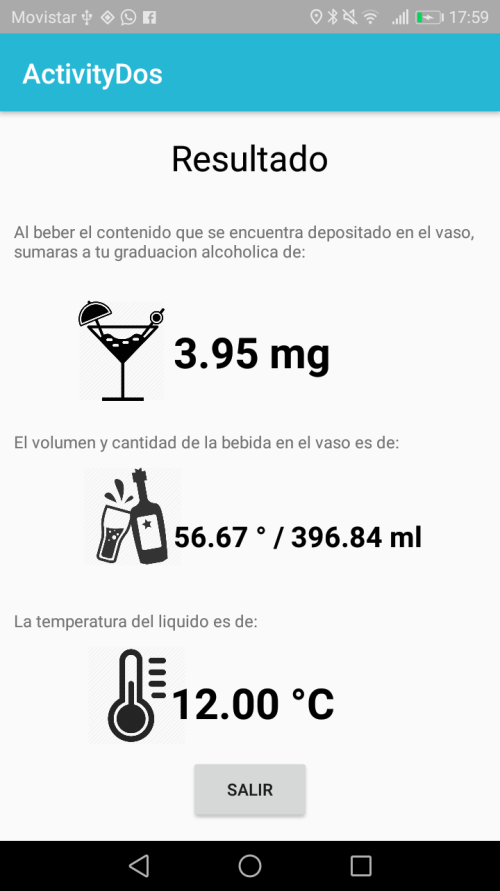 Movistar 17:59
ActivityDos
Resultado
Al beber el contenido que se encuentra depositado en el vaso,
sumaras a tu graduacion alcoholica de:
3.95 mg
El volumen y cantidad de la bebida en el vaso es de:
56.67 ° / 396.84 ml
La temperatura del liquido es de:
12.00 °C
SALIR